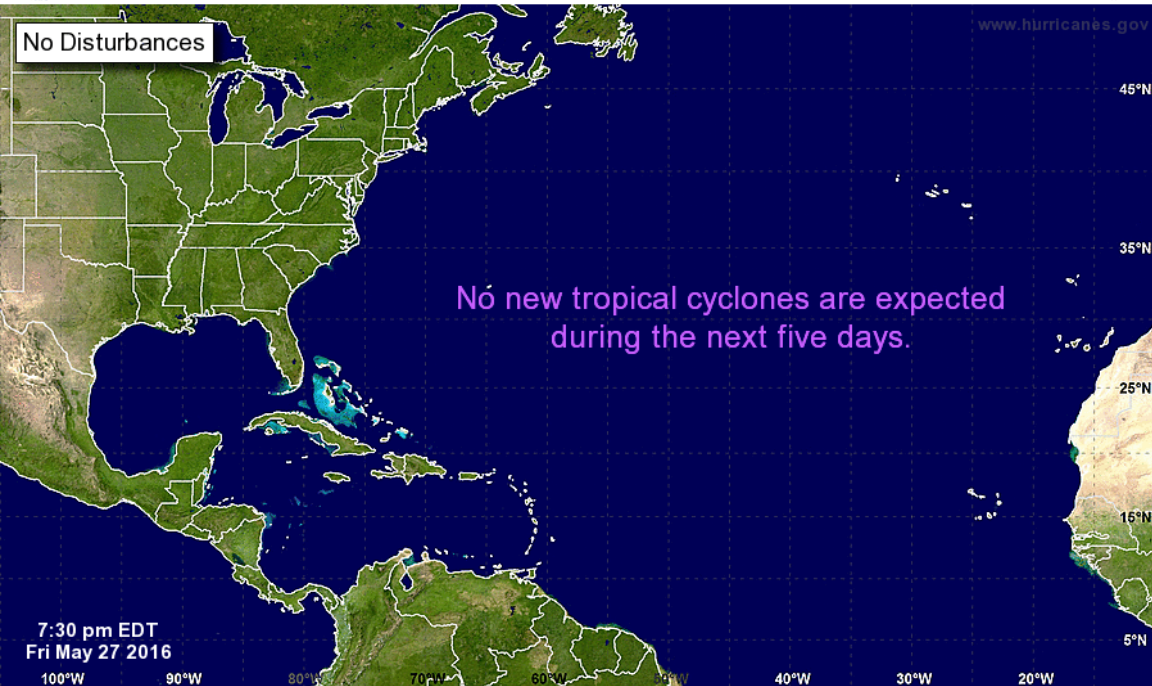 www.hurricanes.gov
No Disturbances
45°N
35°N
No new tropical cyclones are expected
during the next five days.
25°N
15°N
7:30 pm EDT
Fri May 27 2016
5°N
100°W 90°W 80°W 70°W 60°W 50°W 40°W 30°W 20°W